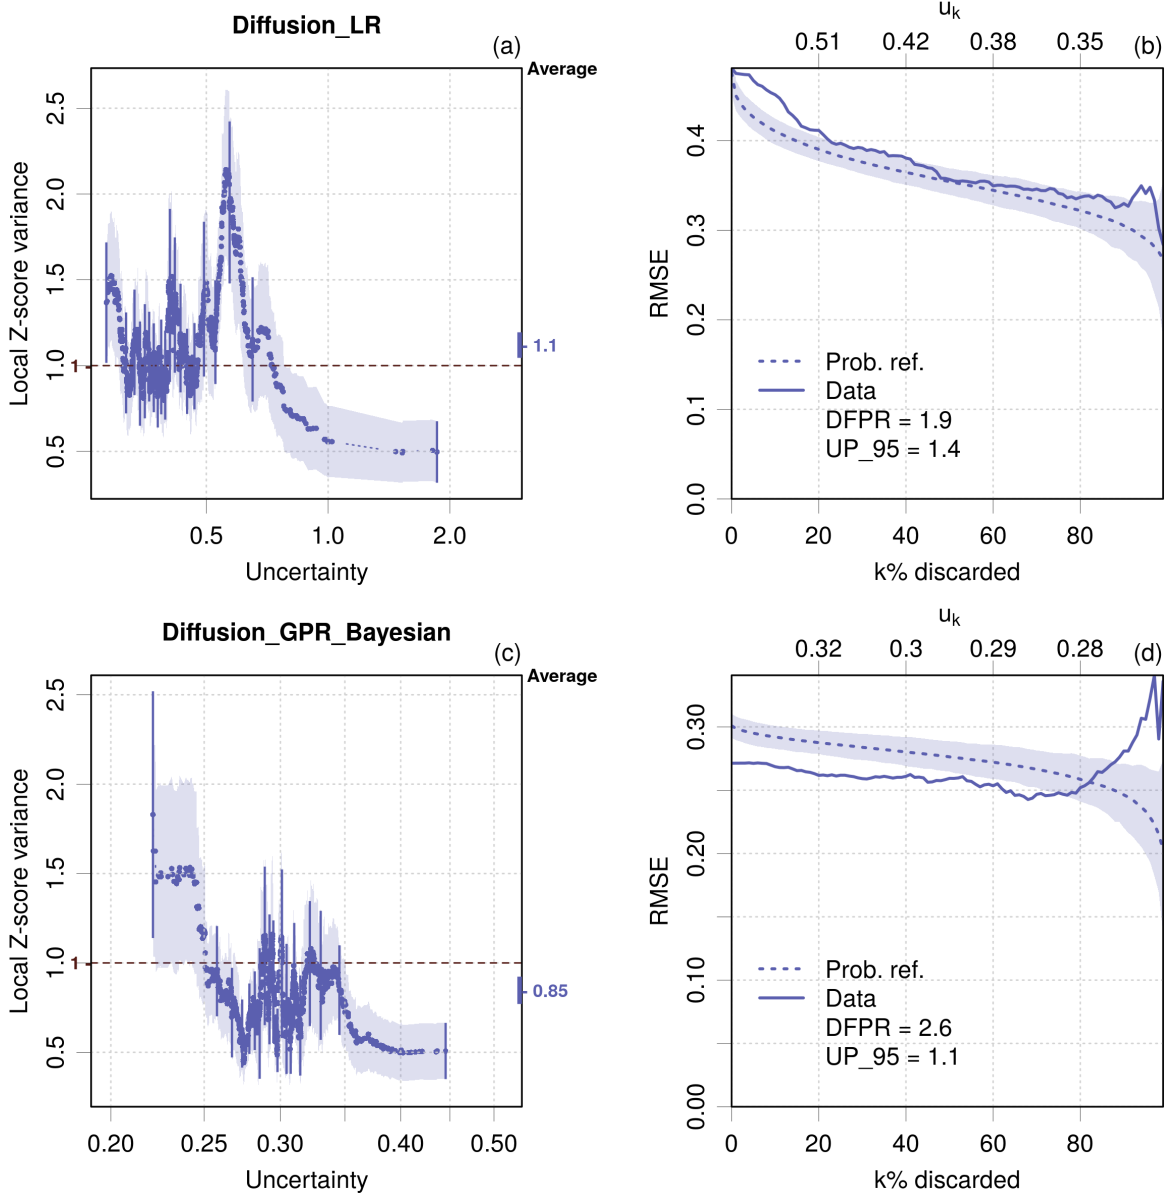 Diffusion_LR
(a)
Average
Local Z-score variance
2.5
2.0
1.5
1.0
0.5
1
1.1
0.5 1.0 2.0
Uncertainty
u_k
0.51 0.42 0.38 0.35
(b)
RMSE
0.4
0.3
0.2
0.1
0.0
Prob. ref.
Data
DFPR = 1.9
UP_95 = 1.4
0 20 40 60 80
k% discarded
Diffusion_GPR_Bayesian
(c)
Average
Local Z-score variance
2.5
2.0
1.5
1.0
0.5
1
0.85
0.20 0.25 0.30 0.40 0.50
Uncertainty
u_k
0.32 0.3 0.29 0.28
(d)
RMSE
0.30
0.20
0.10
0.00
Prob. ref.
Data
DFPR = 2.6
UP_95 = 1.1
0 20 40 60 80
k% discarded